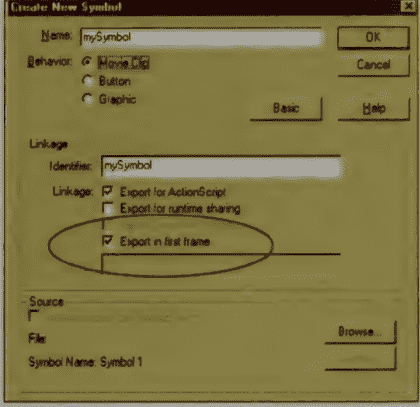 Create New Symbol
Name: mySymbol
OK
Behavior: Movie Clip
Cancel
Button
Graphic
Basic
Help
Linkage
Identifier: mySymbol
Linkage: Export for ActionScript
Export for runtime sharing
Export in first frame
Source
File:
Browse...
Symbol Name: Symbol 1